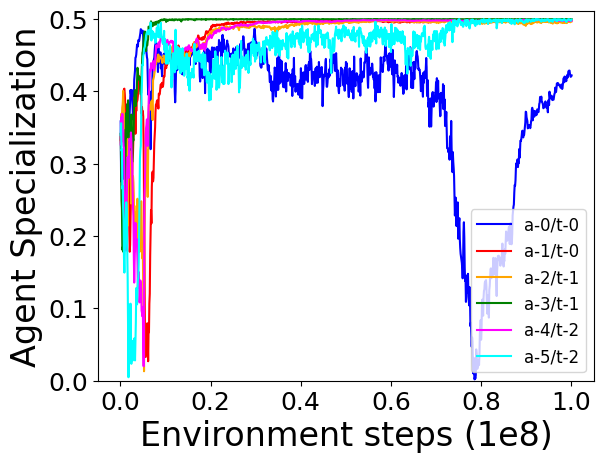 Agent Specialization
0.5
0.4
0.3
0.2
0.1
0.0
0.0 0.2 0.4 0.6 0.8 1.0
Environment steps (1e8)
a-0/t-0
a-1/t-0
a-2/t-1
a-3/t-1
a-4/t-2
a-5/t-2